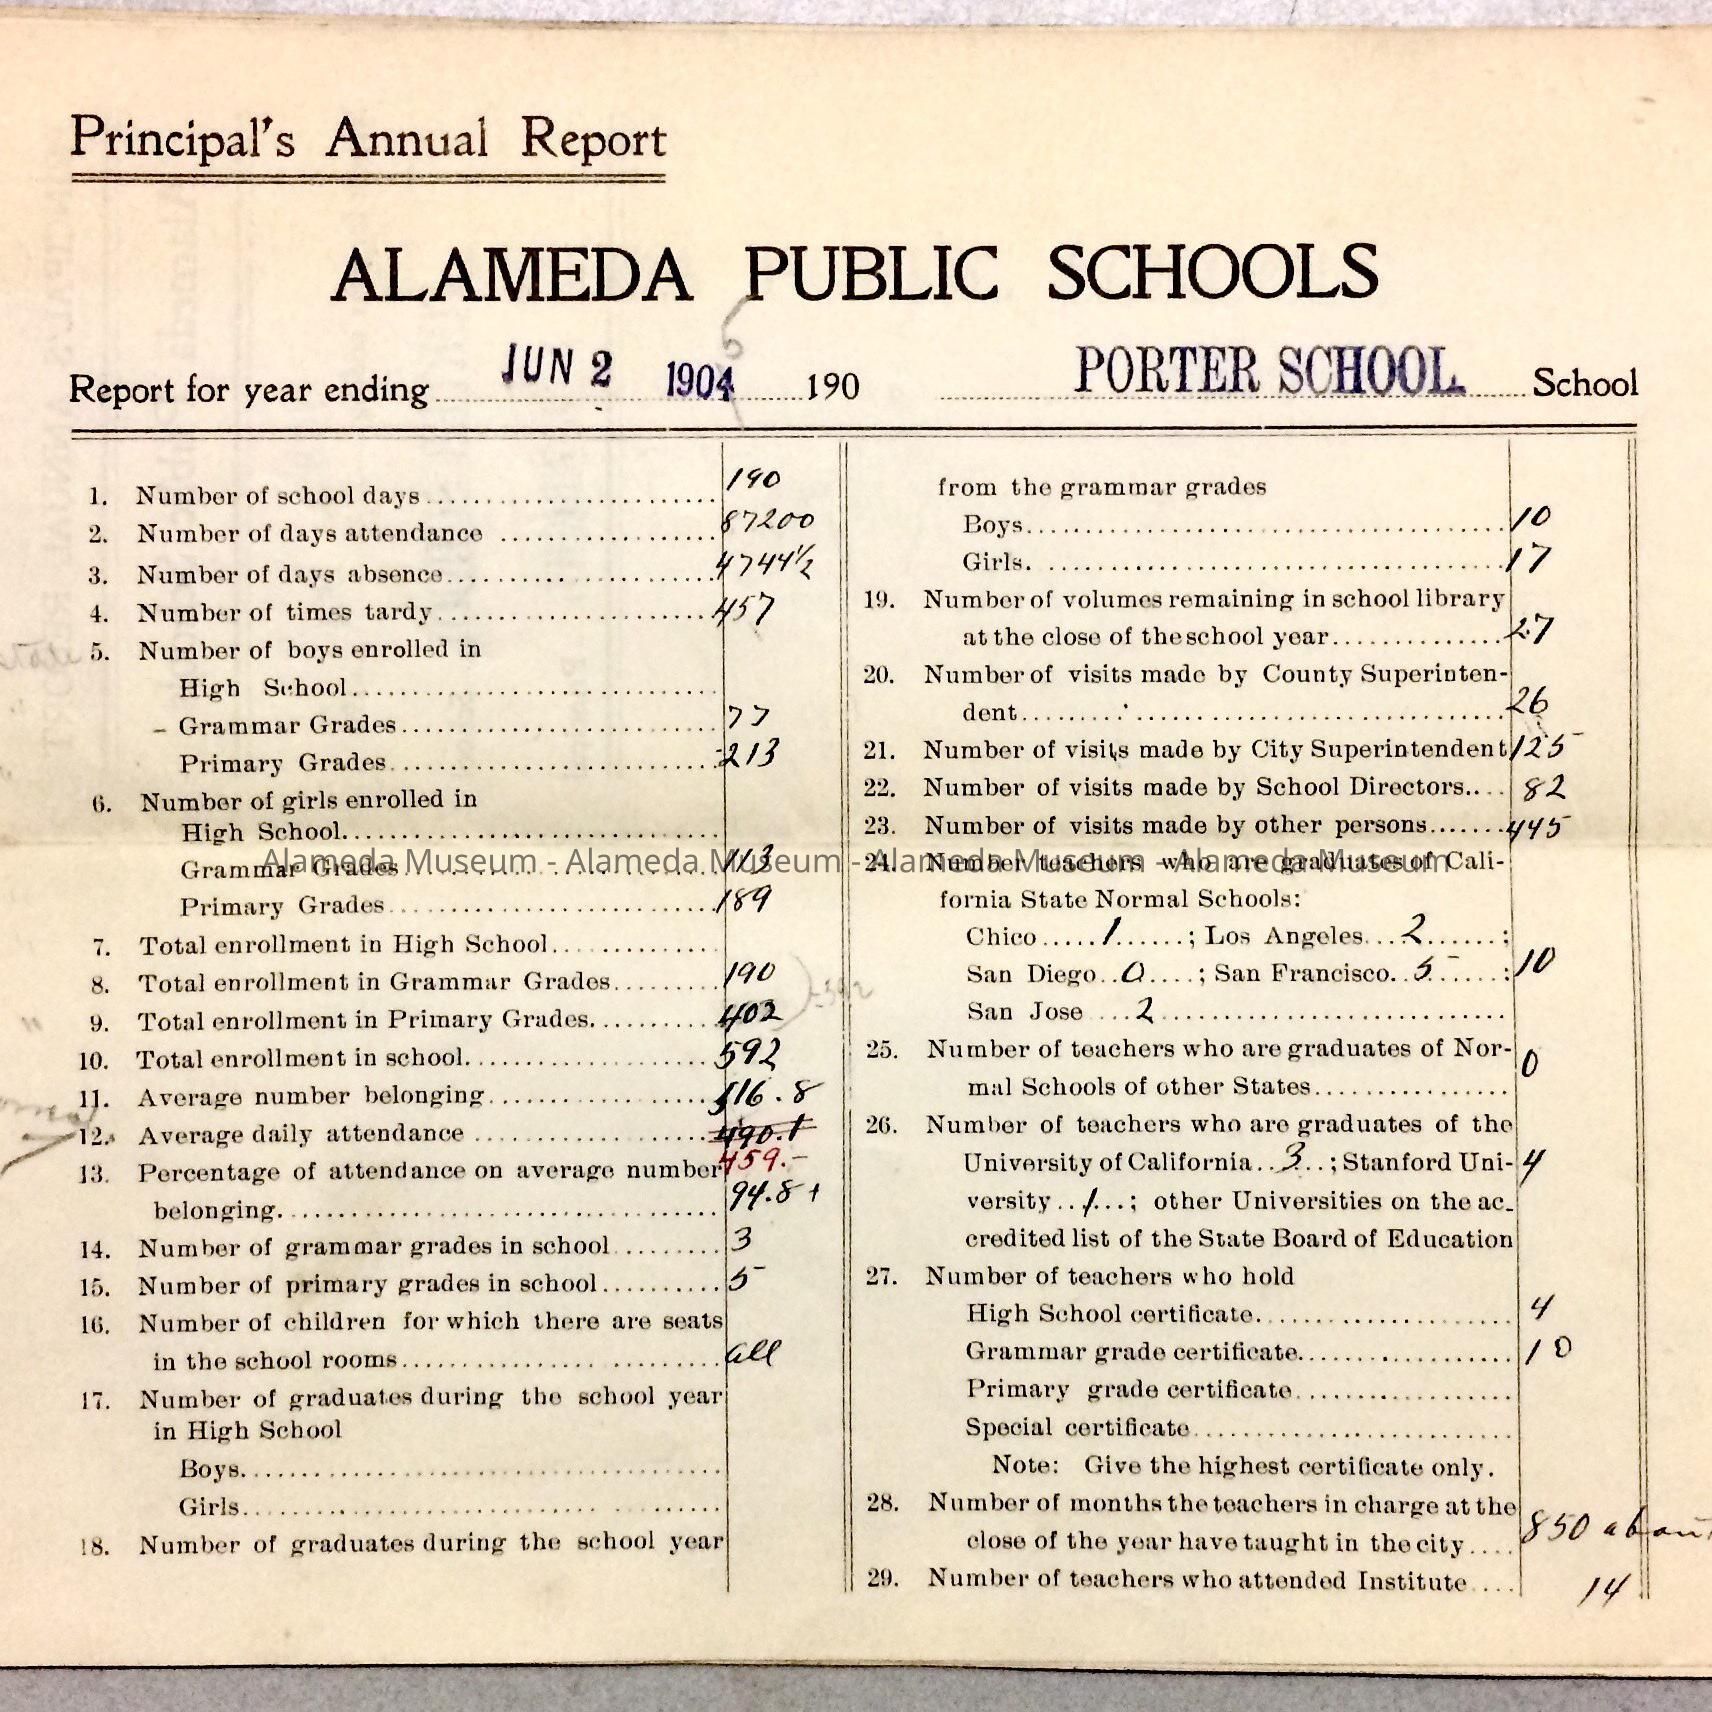 Principal's Annual Report
ALAMEDA PUBLIC SCHOOLS
5
Report for year ending JUN 2 1904 190 PORTER SCHOOL School
1. Number of school days 190
2. Number of days attendance 87200
3. Number of days absence 4744½
4. Number of times tardy 457
5. Number of boys enrolled in
High School
- Grammar Grades 77
Primary Grades 213
6. Number of girls enrolled in
High School
Grammar Grades 113
Primary Grades 189
7. Total enrollment in High School
8. Total enrollment in Grammar Grades 190
9. Total enrollment in Primary Grades 402
592
10. Total enrollment in school 592
11. Average number belonging 516.8
12. Average daily attendance 490.1
459.-
13. Percentage of attendance on average number
belonging 94.8+
14. Number of grammar grades in school 3
15. Number of primary grades in school 5
16. Number of children for which there are seats
in the school rooms all
17. Number of graduates during the school year
in High School
Boys
Girls
18. Number of graduates during the school year
from the grammar grades
Boys 10
Girls 17
19. Number of volumes remaining in school library
at the close of the school year 27
20. Number of visits made by County Superinten-
dent 26
21. Number of visits made by City Superintendent 125
22. Number of visits made by School Directors 82
23. Number of visits made by other persons 445
24. Number teachers who are graduates of Cali-
fornia State Normal Schools:
Chico 1 ; Los Angeles 2 ;
San Diego 0 ; San Francisco 5 : 10
San Jose 2
25. Number of teachers who are graduates of Nor-
mal Schools of other States 0
26. Number of teachers who are graduates of the
University of California 3 ; Stanford Uni- 4
versity 1 ; other Universities on the ac-
credited list of the State Board of Education
27. Number of teachers who hold
High School certificate 4
Grammar grade certificate 10
Primary grade certificate
Special certificate
Note: Give the highest certificate only.
28. Number of months the teachers in charge at the
close of the year have taught in the city 850 about
29. Number of teachers who attended Institute 14
Alameda Museum - Alameda Museum - Alameda Museum - Alameda Museum